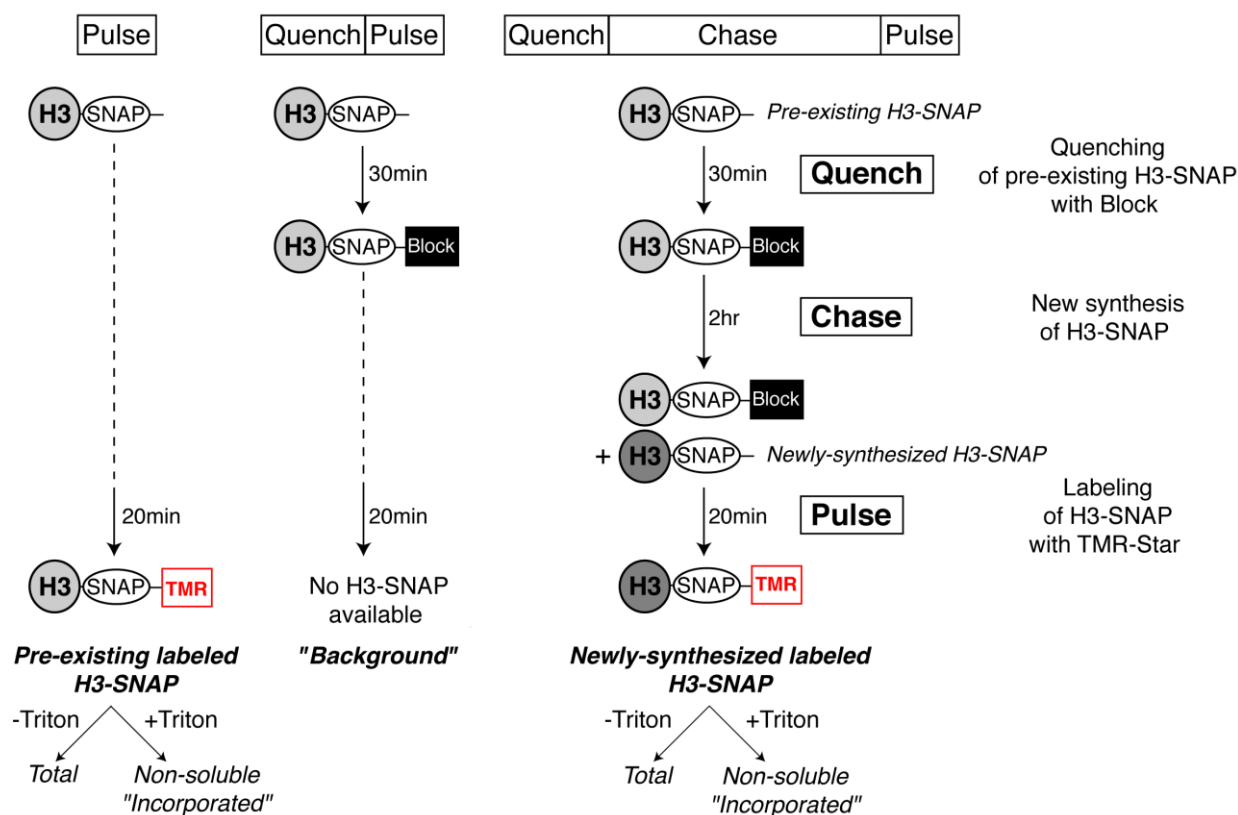 Pulse
Quench Pulse
Quench Chase Pulse
H3 SNAP
H3 SNAP
H3 SNAP Pre-existing H3-SNAP
30min
30min
Quench
Quenching
of pre-existing H3-SNAP
with Block
H3 SNAP Block
H3 SNAP Block
2hr
Chase
New synthesis
of H3-SNAP
H3 SNAP Block
+ H3 SNAP Newly-synthesized H3-SNAP
20min
20min
20min
Pulse
Labeling
of H3-SNAP
with TMR-Star
H3 SNAP TMR
No H3-SNAP
available
H3 SNAP TMR
Pre-existing labeled
H3-SNAP
"Background"
Newly-synthesized labeled
H3-SNAP
-Triton +Triton
Total
Non-soluble
"Incorporated"
-Triton +Triton
Total
Non-soluble
"Incorporated"